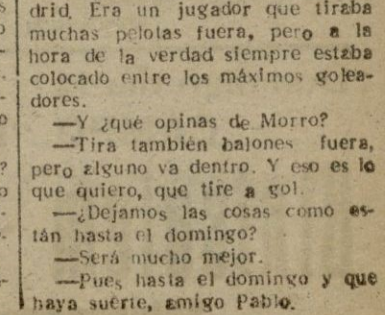 drid. Era un jugador que tiraba
muchas pelotas fuera, pero a la
hora de la verdad siempre estaba
colocado entre los máximos golea-
dores.
—Y ¿qué opinas de Morro?
—Tira también balones fuera,
pero alguno va dentro. Y eso es lo
que quiero, que tire a gol.
—¿Dejamos las cosas como es-
tán hasta el domingo?
—Será mucho mejor.
—Pues hasta el domingo y que
haya suerte, amigo Pablo.